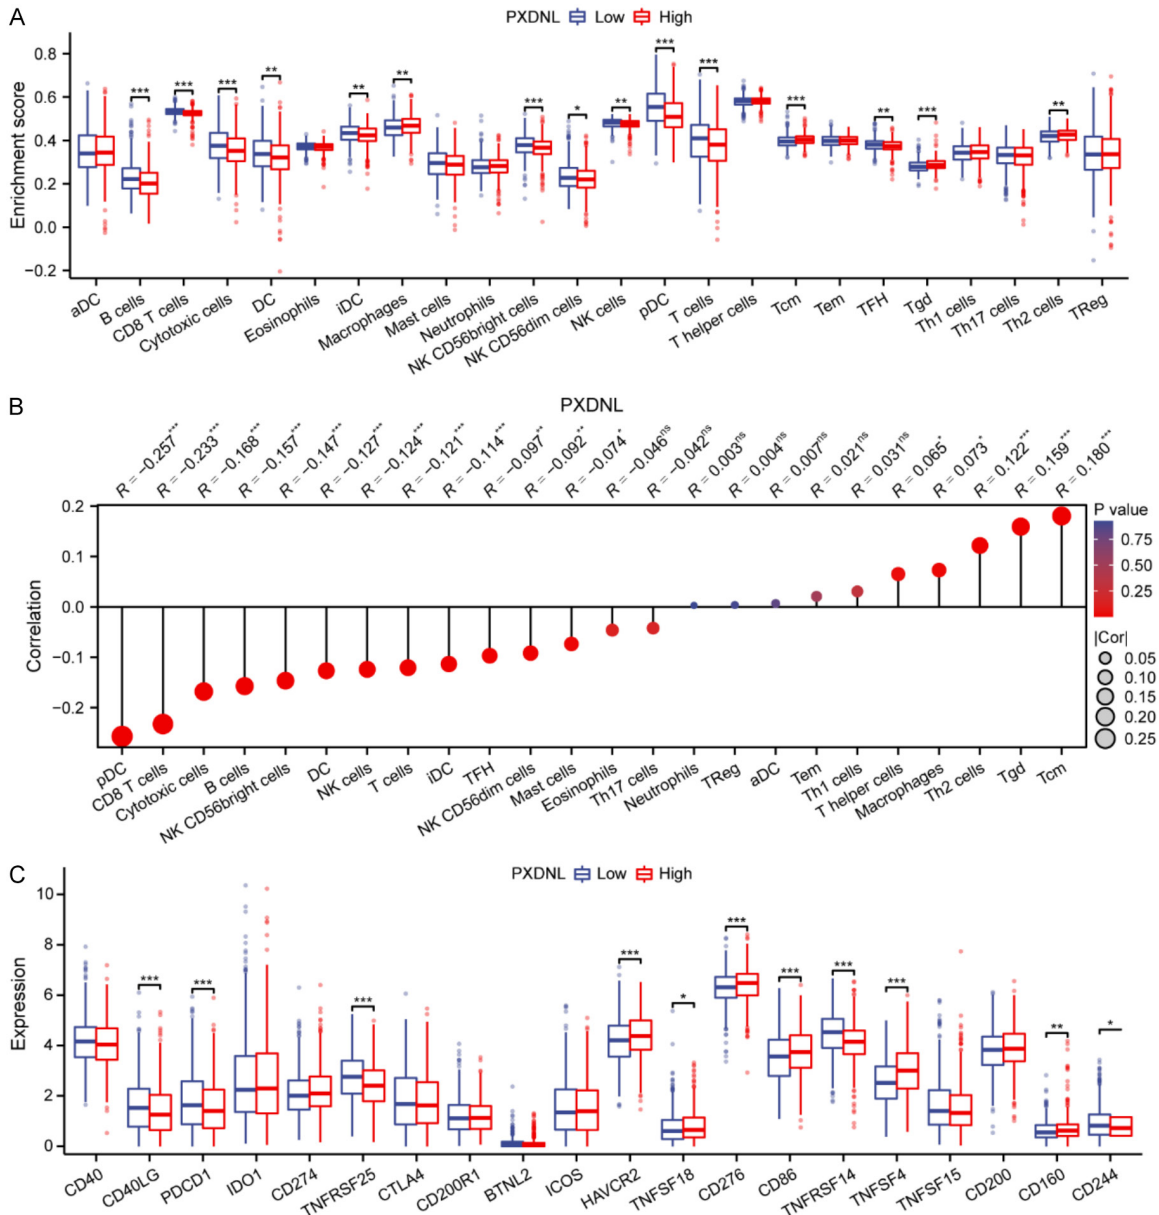 A
PXDNL Low High
Enrichment score
0.8
0.6
0.4
0.2
0.0
−0.2
*** *** *** ** ** ** *** * ** *** *** *** ** *** **
aDC
B cells
CD8 T cells
Cytotoxic cells
DC
Eosinophils
iDC
Macrophages
Mast cells
Neutrophils
NK CD56bright cells
NK CD56dim cells
NK cells
pDC
T cells
T helper cells
Tcm
Tem
TFH
Tgd
Th1 cells
Th17 cells
Th2 cells
TReg
B
PXDNL
R = −0.257***
R = −0.233***
R = −0.168***
R = −0.157***
R = −0.147***
R = −0.127***
R = −0.124***
R = −0.121***
R = −0.114***
R = −0.097**
R = −0.092**
R = −0.074*
R = −0.046ns
R = −0.042ns
R = 0.003ns
R = 0.004ns
R = 0.007ns
R = 0.021ns
R = 0.031ns
R = 0.065*
R = 0.073*
R = 0.122***
R = 0.159***
R = 0.180***
Correlation
0.2
0.1
0.0
−0.1
−0.2
P value
0.75
0.50
0.25
|Cor|
0.05
0.10
0.15
0.20
0.25
pDC
CD8 T cells
Cytotoxic cells
B cells
NK CD56bright cells
DC
NK cells
T cells
iDC
TFH
NK CD56dim cells
Mast cells
Eosinophils
Th17 cells
Neutrophils
TReg
aDC
Tem
Th1 cells
T helper cells
Macrophages
Th2 cells
Tgd
Tcm
C
PXDNL Low High
Expression
10
8
6
4
2
0
*** *** *** *** * *** *** *** *** ** *
CD40
CD40LG
PDCD1
IDO1
CD274
TNFRSF25
CTLA4
CD200R1
BTNL2
ICOS
HAVCR2
TNFSF18
CD276
CD86
TNFRSF14
TNFSF4
TNFSF15
CD200
CD160
CD244